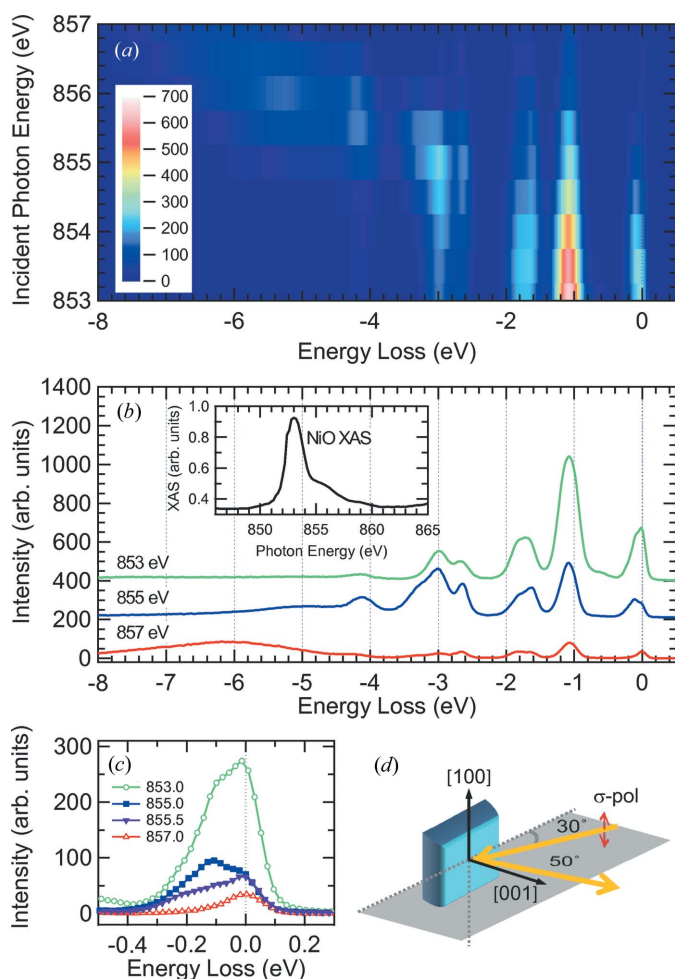 (a)
857
856
855
854
853
Incident Photon Energy (eV)
700
600
500
400
300
200
100
0
-8 -6 -4 -2 0
Energy Loss (eV)
(b)
1400
1200
1000
800
600
400
200
0
Intensity (arb. units)
1.0
0.8
0.6
0.4
XAS (arb. units)
NiO XAS
850 855 860 865
Photon Energy (eV)
853 eV
855 eV
857 eV
-8 -7 -6 -5 -4 -3 -2 -1 0
Energy Loss (eV)
(c)
300
200
100
0
Intensity (arb. units)
853.0
855.0
855.5
857.0
-0.4 -0.2 0.0 0.2
Energy Loss (eV)
(d)
[100]
σ-pol
30°
50°
[001]